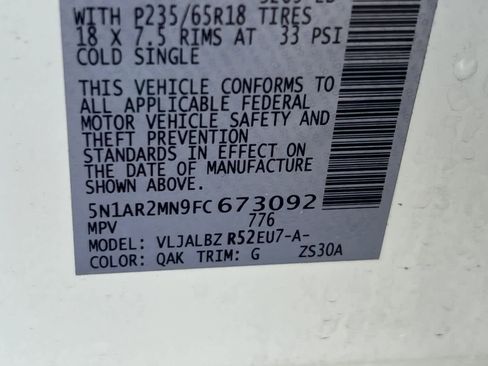 WITH P235/65R18 TIRES
18 X 7.5 RIMS AT 33 PSI
COLD SINGLE
THIS VEHICLE CONFORMS TO
ALL APPLICABLE FEDERAL
MOTOR VEHICLE SAFETY AND
THEFT PREVENTION
STANDARDS IN EFFECT ON
THE DATE OF MANUFACTURE
SHOWN ABOVE.
5N1AR2MN9FC673092
MPV 776
MODEL: VLJALBZ R52EU7-A-
COLOR: QAK TRIM: G ZS30A